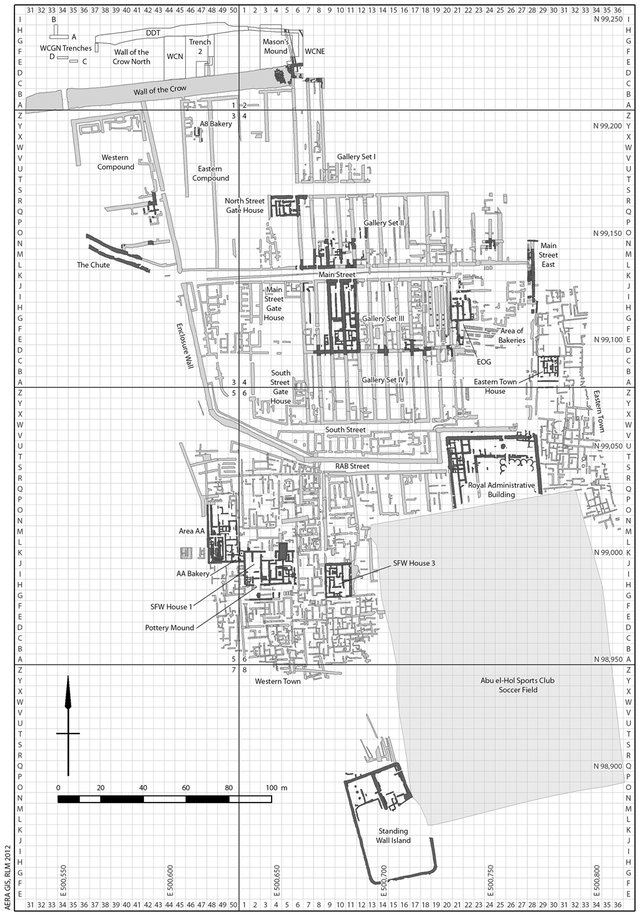 31 32 33 34 35 36 37 38 39 40 41 42 43 44 45 46 47 48 49 50 1 2 3 4 5 6 7 8 9 10 11 12 13 14 15 16 17 18 19 20 21 22 23 24 25 26 27 28 29 30 31 32 33 34 35 36
I H G F E D C B A
Z Y X W V U T S R Q P O N M L K J I H G F E D C B A
Z Y X W V U T S R Q P O N M L K J I H G F E D C B A
Z Y X W V U T S R Q P O N M L K J I H G F E
B
A
WCGN Trenches
D
C
DDT
Wall of the
Crow North
WCN
Trench
2
Mason's
Mound
WCNE
N 99,250
Wall of the Crow
1 2
3 4
A8 Bakery
N 99,200
Western
Compound
Eastern
Compound
Gallery Set I
North Street
Gate House
Gallery Set II
N 99,150
The Chute
Main
Street
East
Main Street
Main
Street
Gate
House
Gallery Set III
Area of
Bakeries
EOG
N 99,100
Enclosure Wall
South
Street
Gate
House
Gallery Set IV
Eastern Town
House
3 4
5 6
Eastern Town
South Street
RAB Street
N 99,050
Royal Administrative
Building
Area AA
AA Bakery
SFW House 1
Pottery Mound
SFW House 3
N 99,000
5 6
7 8
N 98,950
Western Town
Abu el-Hol Sports Club
Soccer Field
N 98,900
0 20 40 60 80 100 m
Standing
Wall Island
E 500,550
E 500,600
E 500,650
E 500,700
E 500,750
E 500,800
I H G F E D C B A
Z Y X W V U T S R Q P O N M L K J I H G F E D C B A
Z Y X W V U T S R Q P O N M L K J I H G F E D C B A
Z Y X W V U T S R Q P O N M L K J I H G F E
31 32 33 34 35 36 37 38 39 40 41 42 43 44 45 46 47 48 49 50 1 2 3 4 5 6 7 8 9 10 11 12 13 14 15 16 17 18 19 20 21 22 23 24 25 26 27 28 29 30 31 32 33 34 35 36
AERA GIS, RLM 2012